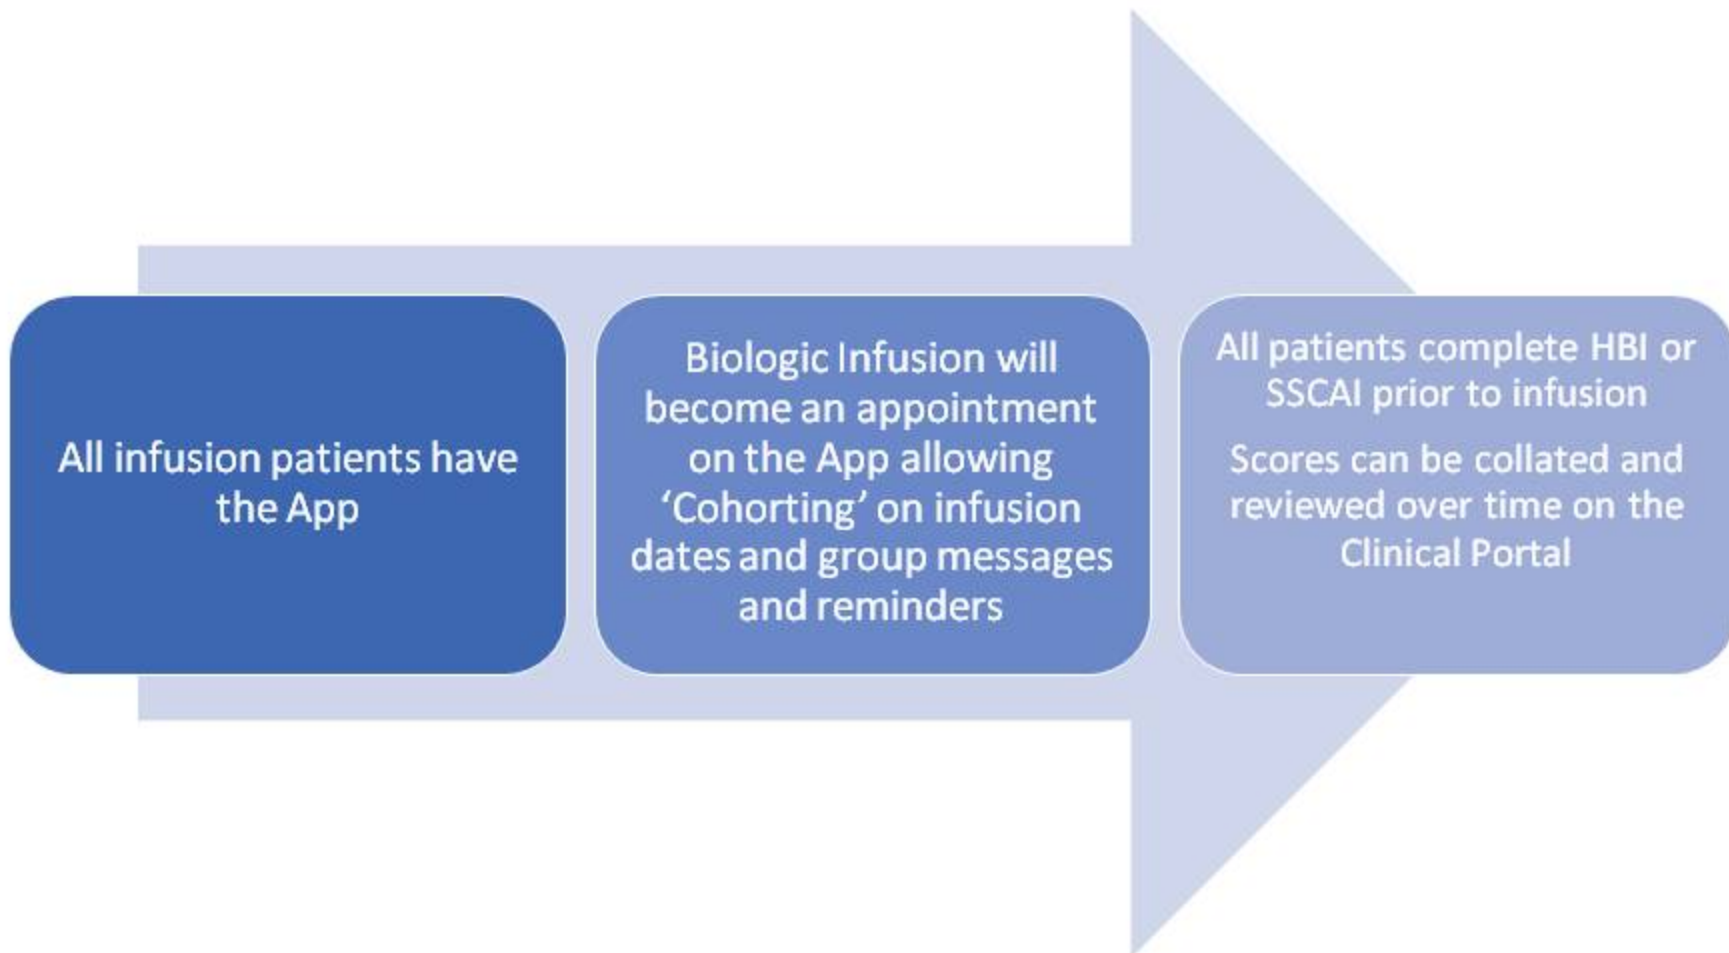 All infusion patients have
the App
Biologic Infusion will
become an appointment
on the App allowing
‘Cohorting’ on infusion
dates and group messages
and reminders
All patients complete HBI or
SSCAI prior to infusion
Scores can be collated and
reviewed over time on the
Clinical Portal